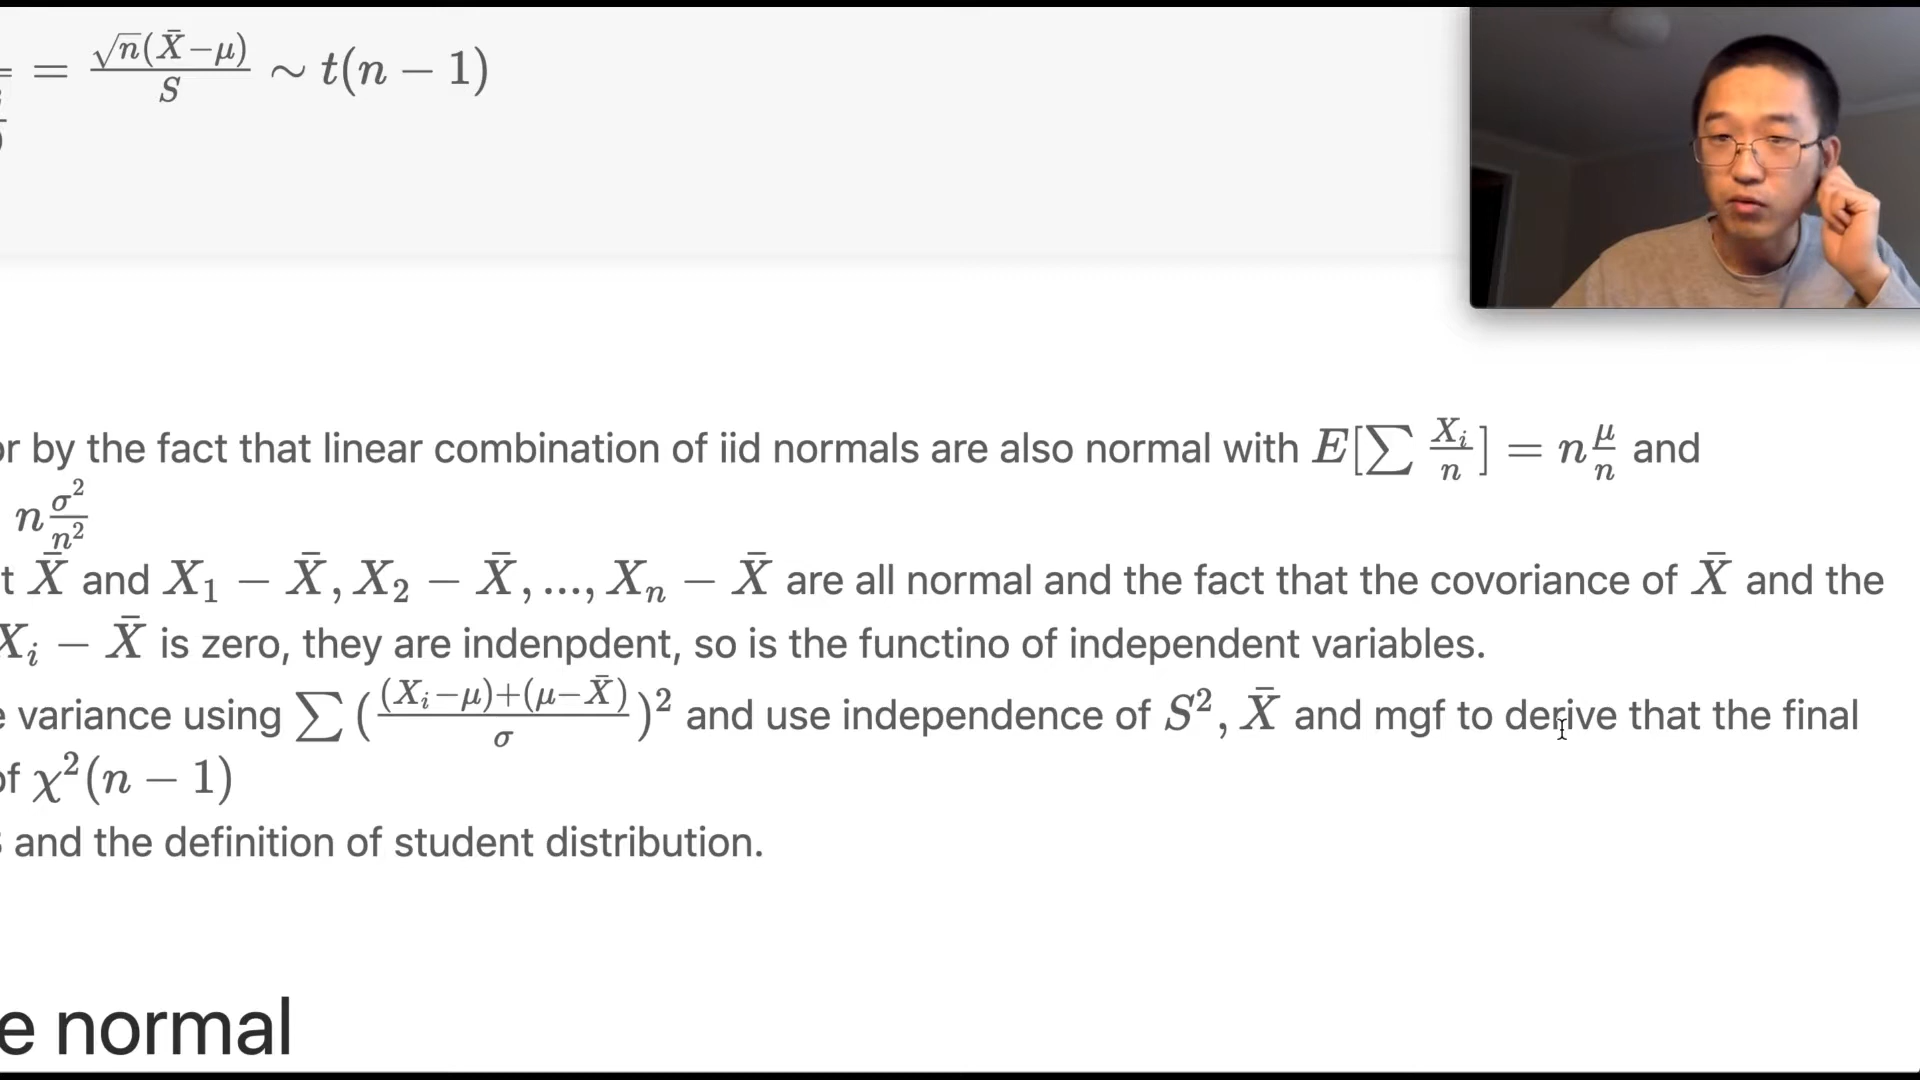 = √n(X̄−μ)/S ∼ t(n − 1)
by the fact that linear combination of iid normals are also normal with E[∑ Xᵢ/n] = n μ/n and
n σ²/n²
X̄ and X₁ − X̄, X₂ − X̄, ..., Xₙ − X̄ are all normal and the fact that the covoriance of X̄ and the
Xᵢ − X̄ is zero, they are indenpdent, so is the functino of independent variables.
variance using ∑ (((Xᵢ−μ)+(μ−X̄))/σ)² and use independence of S², X̄ and mgf to derive that the final
χ²(n − 1)
and the definition of student distribution.
normal